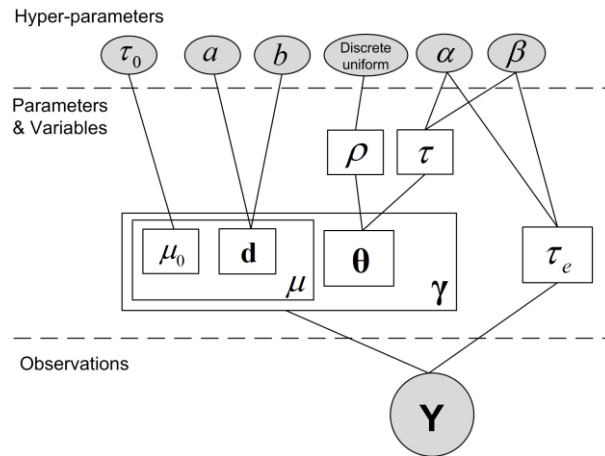 Hyper-parameters
τ₀ a b Discrete uniform α β
Parameters
& Variables
ρ τ
μ₀ d θ τₑ
μ γ
Observations
Y